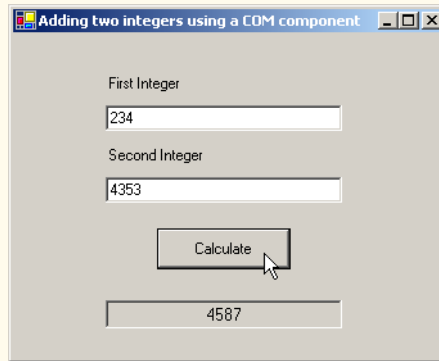 Adding two integers using a COM component
First Integer
234
Second Integer
4353
Calculate
4587